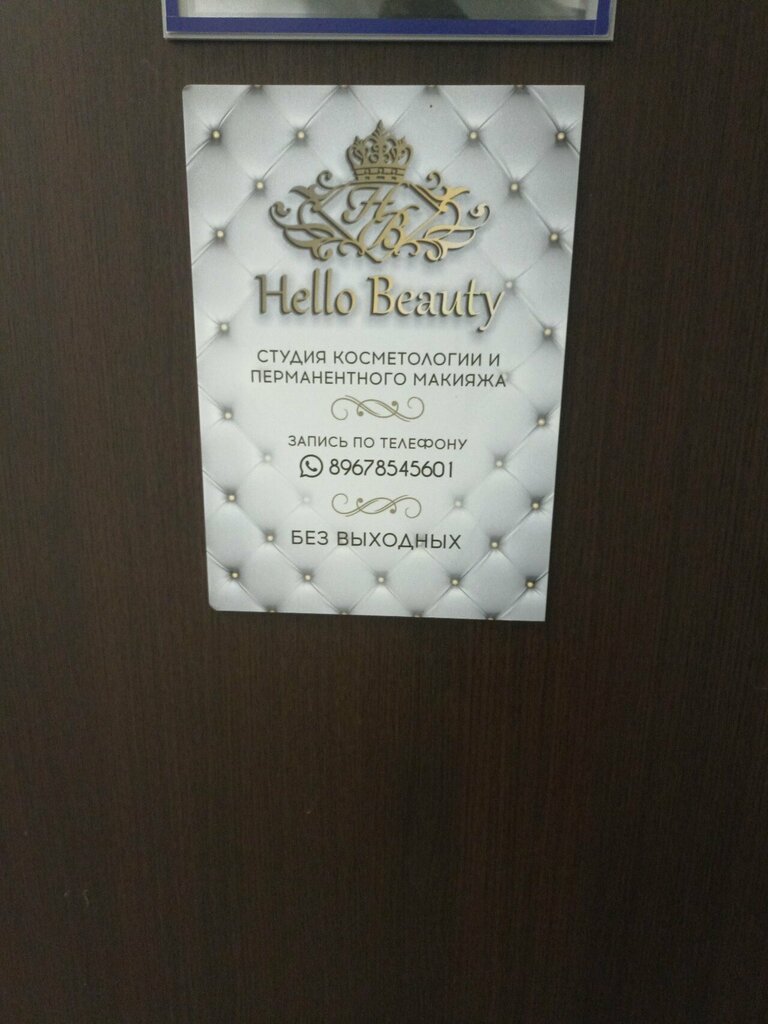 HB
Hello Beauty
СТУДИЯ КОСМЕТОЛОГИИ И
ПЕРМАНЕНТНОГО МАКИЯЖА
ЗАПИСЬ ПО ТЕЛЕФОНУ
89678545601
БЕЗ ВЫХОДНЫХ